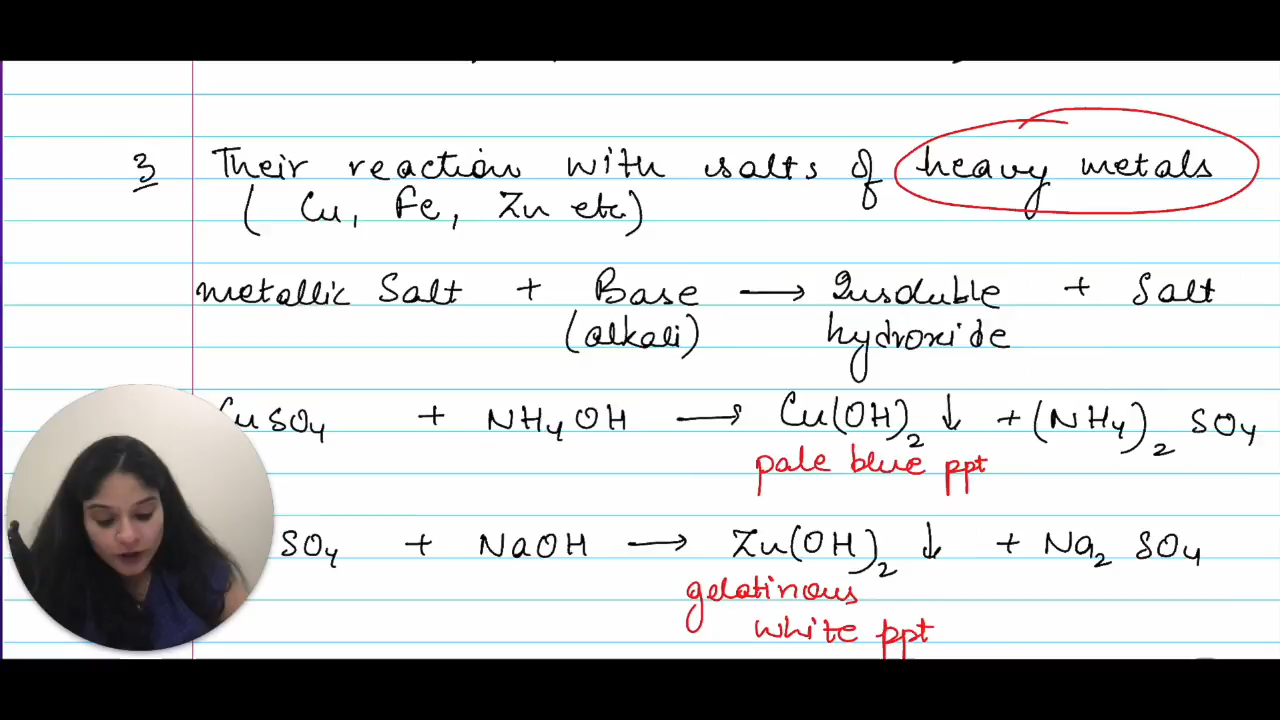 3 Their reaction with salts of heavy metals
(Cu, Fe, Zn etc)
metallic Salt + Base → Insoluble + Salt
(alkali) hydroxide
CuSO4 + NH4OH → Cu(OH)2 ↓ + (NH4)2 SO4
pale blue ppt
SO4 + NaOH → Zn(OH)2 ↓ + Na2 SO4
gelatinous
white ppt